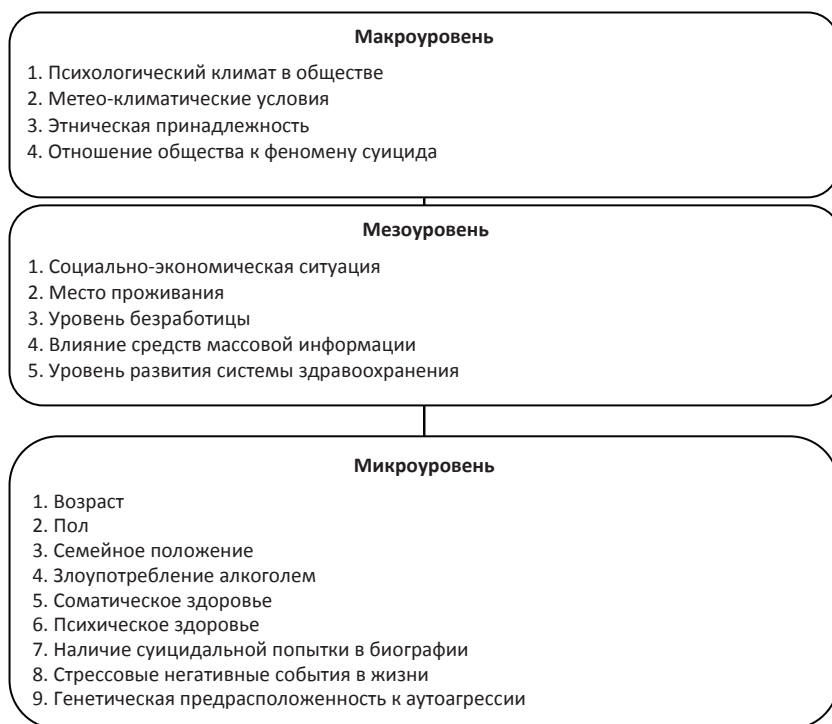 Макроуровень
1. Психологический климат в обществе
2. Метео-климатические условия
3. Этническая принадлежность
4. Отношение общества к феномену суицида
Мезоуровень
1. Социально-экономическая ситуация
2. Место проживания
3. Уровень безработицы
4. Влияние средств массовой информации
5. Уровень развития системы здравоохранения
Микроуровень
1. Возраст
2. Пол
3. Семейное положение
4. Злоупотребление алкоголем
5. Соматическое здоровье
6. Психическое здоровье
7. Наличие суицидальной попытки в биографии
8. Стрессовые негативные события в жизни
9. Генетическая предрасположенность к аутоагрессии